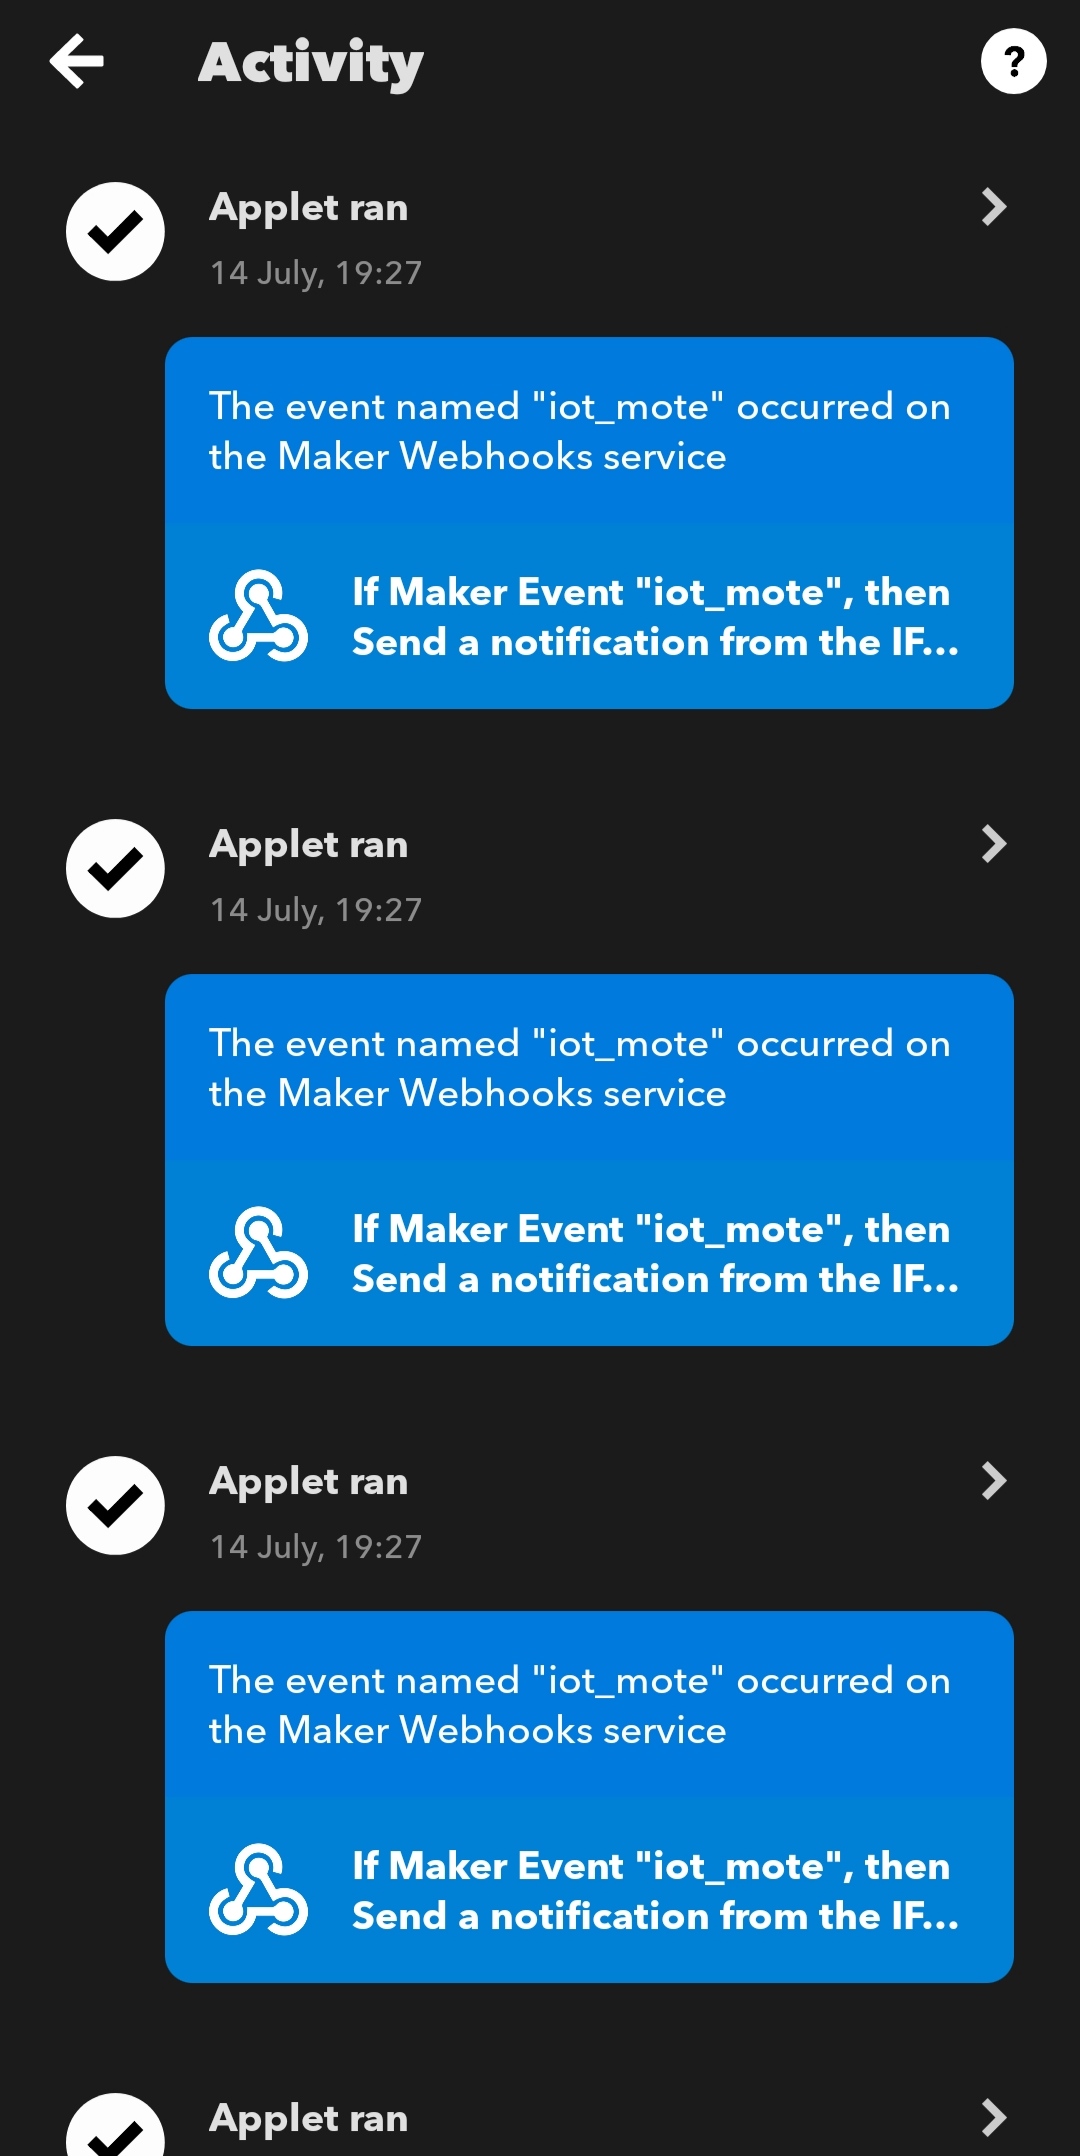 Activity
?
Applet ran
14 July, 19:27
The event named "iot_mote" occurred on
the Maker Webhooks service
If Maker Event "iot_mote", then
Send a notification from the IF...
Applet ran
14 July, 19:27
The event named "iot_mote" occurred on
the Maker Webhooks service
If Maker Event "iot_mote", then
Send a notification from the IF...
Applet ran
14 July, 19:27
The event named "iot_mote" occurred on
the Maker Webhooks service
If Maker Event "iot_mote", then
Send a notification from the IF...
Applet ran